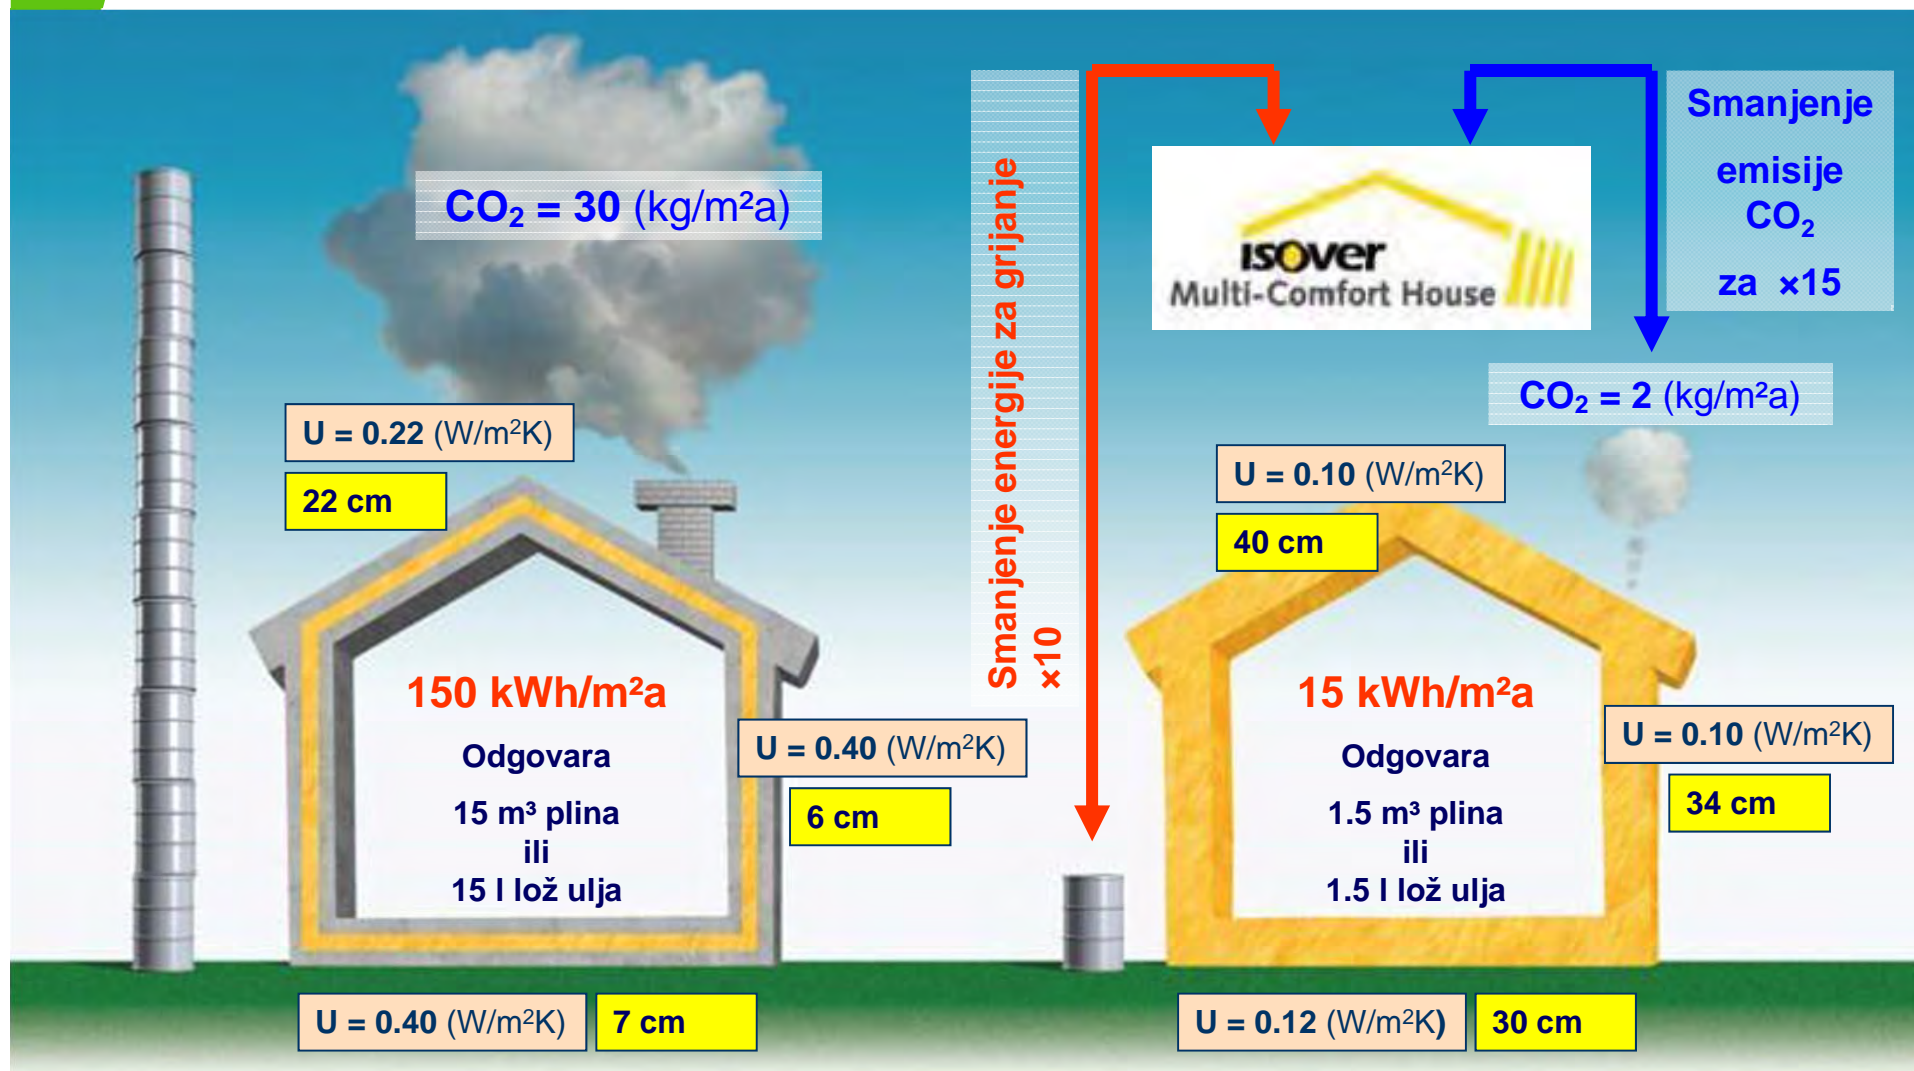 CO₂ = 30 (kg/m²a)
U = 0.22 (W/m²K)
22 cm
150 kWh/m²a
Odgovara
15 m³ plina
ili
15 l lož ulja
U = 0.40 (W/m²K)
6 cm
U = 0.40 (W/m²K)
7 cm
Smanjenje energije za grijanje
×10
isover
Multi-Comfort House
Smanjenje
emisije
CO₂
za ×15
CO₂ = 2 (kg/m²a)
U = 0.10 (W/m²K)
40 cm
15 kWh/m²a
Odgovara
1.5 m³ plina
ili
1.5 l lož ulja
U = 0.10 (W/m²K)
34 cm
U = 0.12 (W/m²K)
30 cm